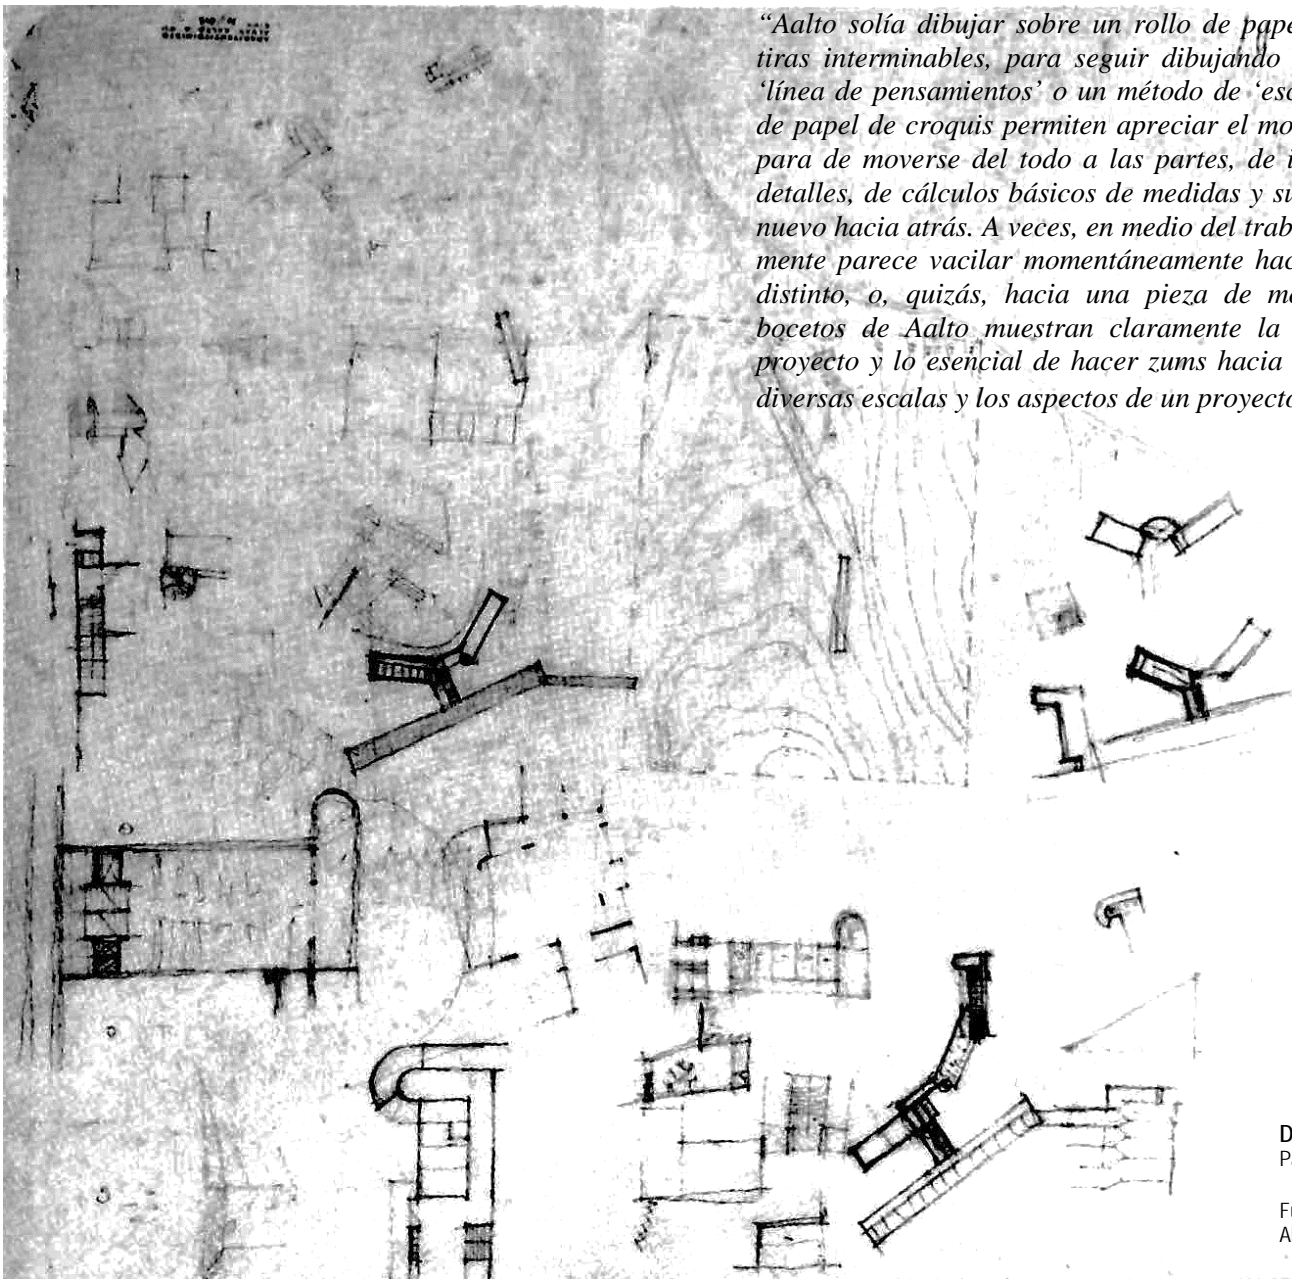 “Aalto solía dibujar sobre un rollo de pape
tiras interminables, para seguir dibujando
‘línea de pensamientos’ o un método de ‘esc
de papel de croquis permiten apreciar el mo
para de moverse del todo a las partes, de i
detalles, de cálculos básicos de medidas y su
nuevo hacia atrás. A veces, en medio del trab
mente parece vacilar momentáneamente hac
distinto, o, quizás, hacia una pieza de m
bocetos de Aalto muestran claramente la
proyecto y lo esencial de hacer zums hacia
diversas escalas y los aspectos de un proyecto
D
P
F
A